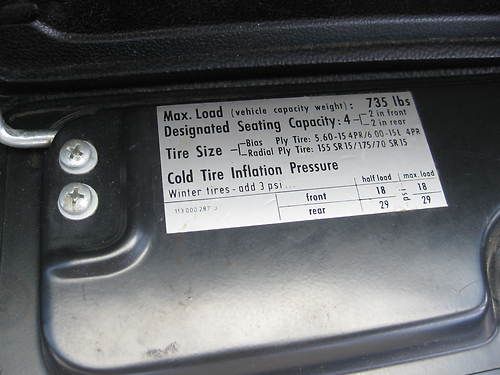 Max. Load (vehicle capacity weight): 735 lbs
Designated Seating Capacity: 4 2 in front
2 in rear
Tire Size Bias Ply Tire: 5.60-15 4PR/6.00-15L 4PR
Radial Ply Tire: 155 SR15/175/70 SR15
Cold Tire Inflation Pressure
Winter tires - add 3 psi... half load max. load
front 18 psi 18
rear 29 29